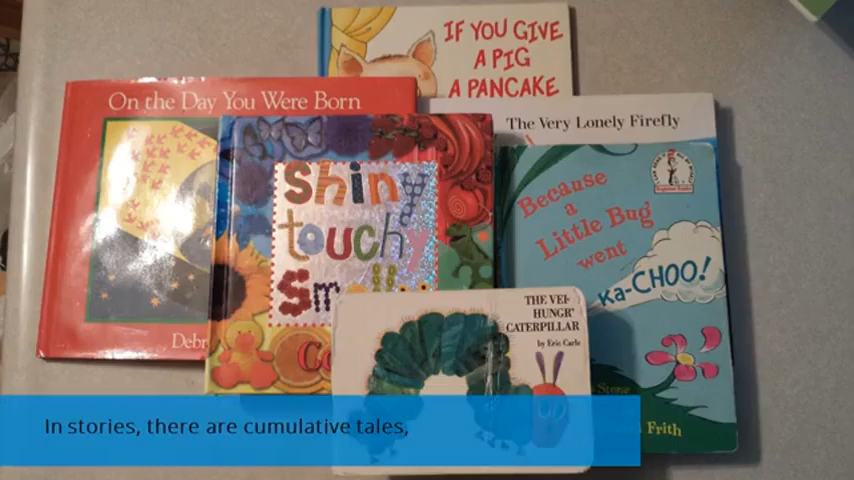 IF YOU GIVE
A PIG
A PANCAKE
On the Day You Were Born
The Very Lonely Firefly
Shiny
touchy
Because
a
Little Bug
went
Ka-CHOO!
THE
HUNGR
CATERPILLAR
by Eric Carle
Stone
Frith
In stories, there are cumulative tales,